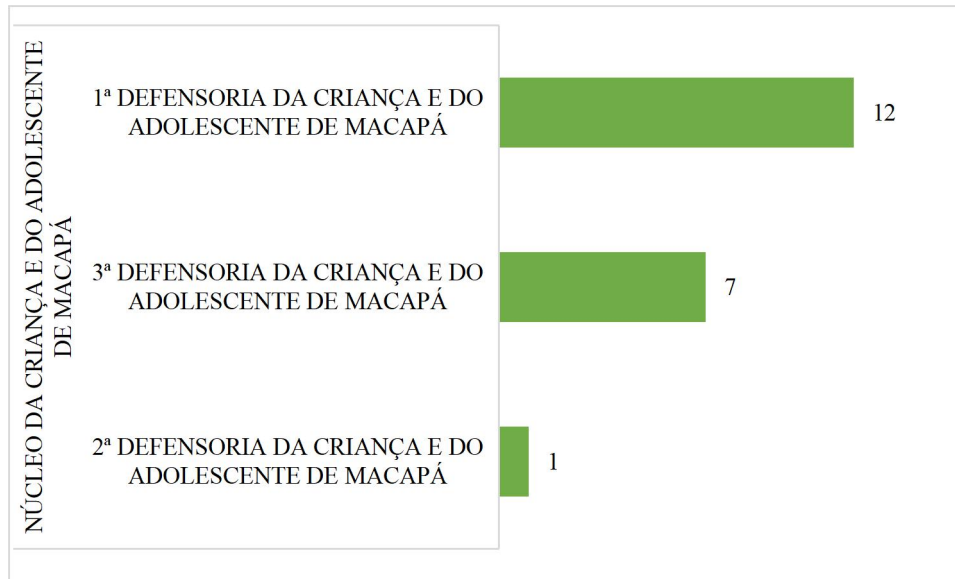 NÚCLEO DA CRIANÇA E DO ADOLESCENTE
DE MACAPÁ
1ª DEFENSORIA DA CRIANÇA E DO
ADOLESCENTE DE MACAPÁ
12
3ª DEFENSORIA DA CRIANÇA E DO
ADOLESCENTE DE MACAPÁ
7
2ª DEFENSORIA DA CRIANÇA E DO
ADOLESCENTE DE MACAPÁ
1